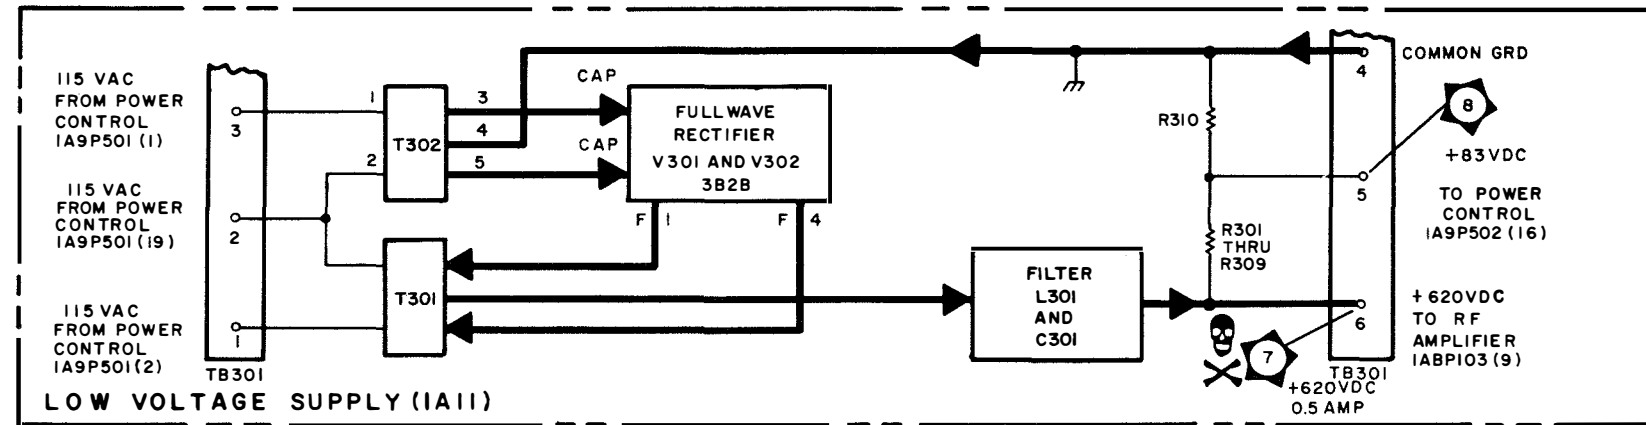 115 VAC
FROM POWER
CONTROL
1A9P501(1)
3
115 VAC
FROM POWER
CONTROL
1A9P501(19)
2
115 VAC
FROM POWER
CONTROL
1A9P501(2)
1
TB301
1
2
T302
3
4
5
T301
CAP
CAP
FULLWAVE
RECTIFIER
V301 AND V302
3B2B
F 1
F 4
FILTER
L301
AND
C301
R310
R301
THRU
R309
4
COMMON GRD
8
+83VDC
5
TO POWER
CONTROL
1A9P502(16)
6
+620VDC
TO RF
AMPLIFIER
1ABP103(9)
7
TB301
+620VDC
0.5 AMP
LOW VOLTAGE SUPPLY(1A11)